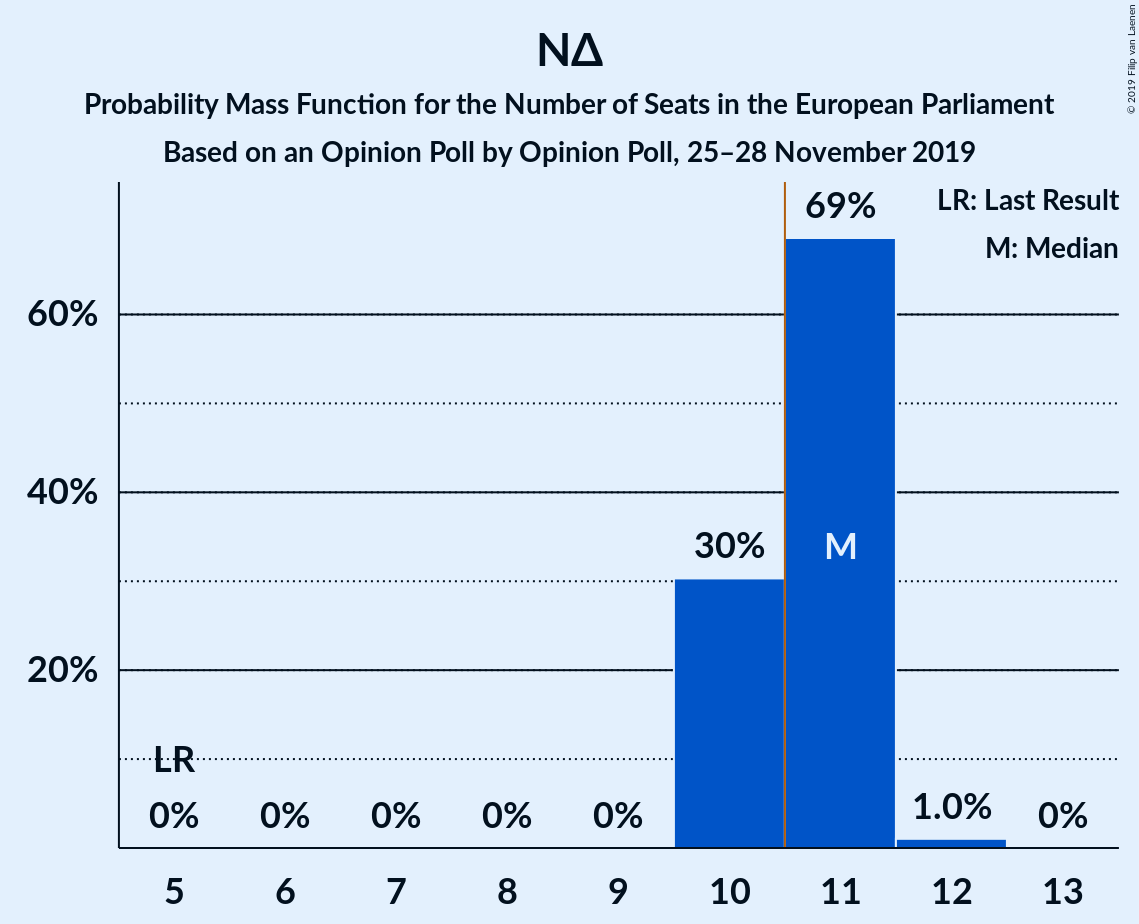 ΝΔ
Probability Mass Function for the Number of Seats in the European Parliament
Based on an Opinion Poll by Opinion Poll, 25–28 November 2019
© 2019 Filip van Laenen
LR: Last Result
M: Median
69%
60%
40%
30%
M
20%
LR
0% 0% 0% 0% 0% 1.0% 0%
5 6 7 8 9 10 11 12 13